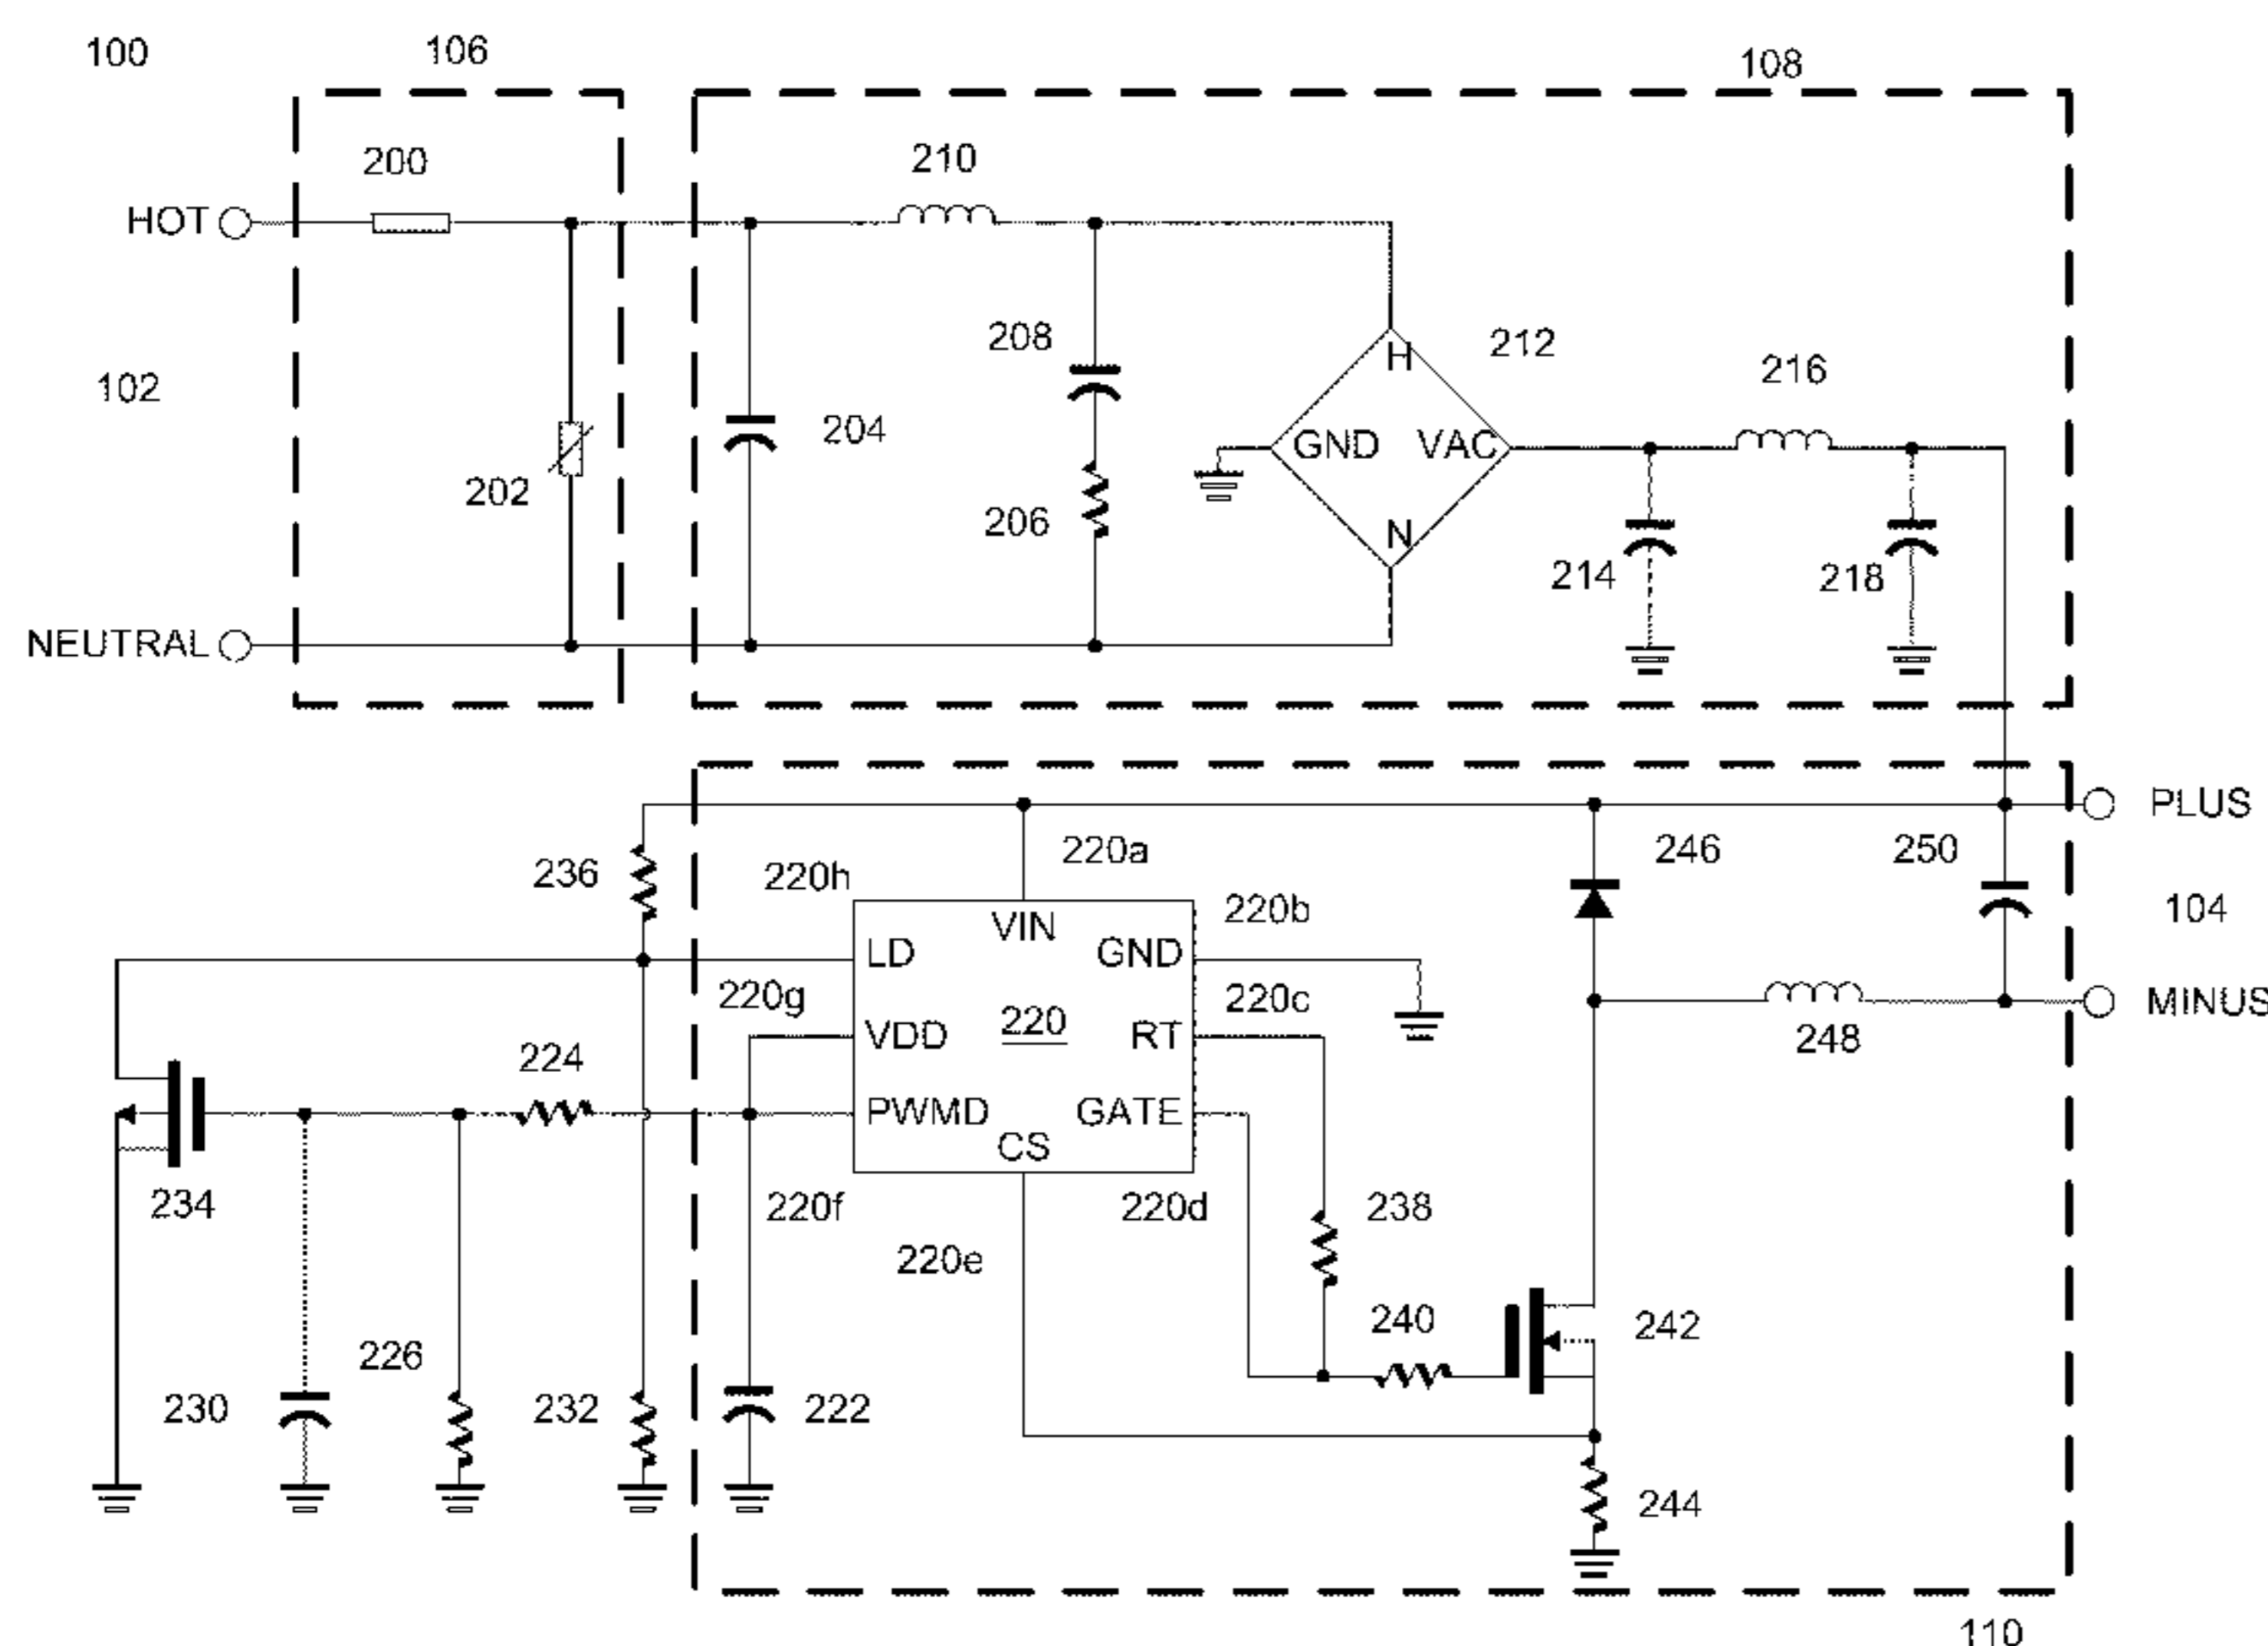 100
106
108
200
210
HOT
102
208
212
216
204
H
GND
VAC
202
206
N
214
218
NEUTRAL
PLUS
236
220h
220a
246
250
220b
104
VIN
LD
GND
220g
220c
MINUS
220
VDD
RT
224
248
PWMD
GATE
CS
234
220f
220d
238
220e
240
242
226
230
232
222
244
110